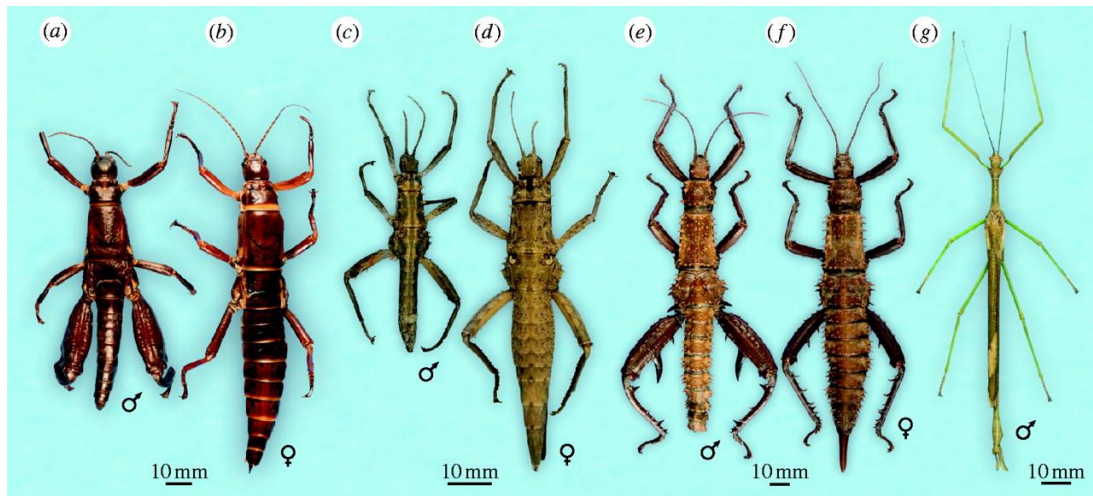 (a) (b) (c) (d) (e) (f) (g)
♂ ♀ ♂ ♀ ♂ ♀ ♂
10 mm 10 mm 10 mm 10 mm